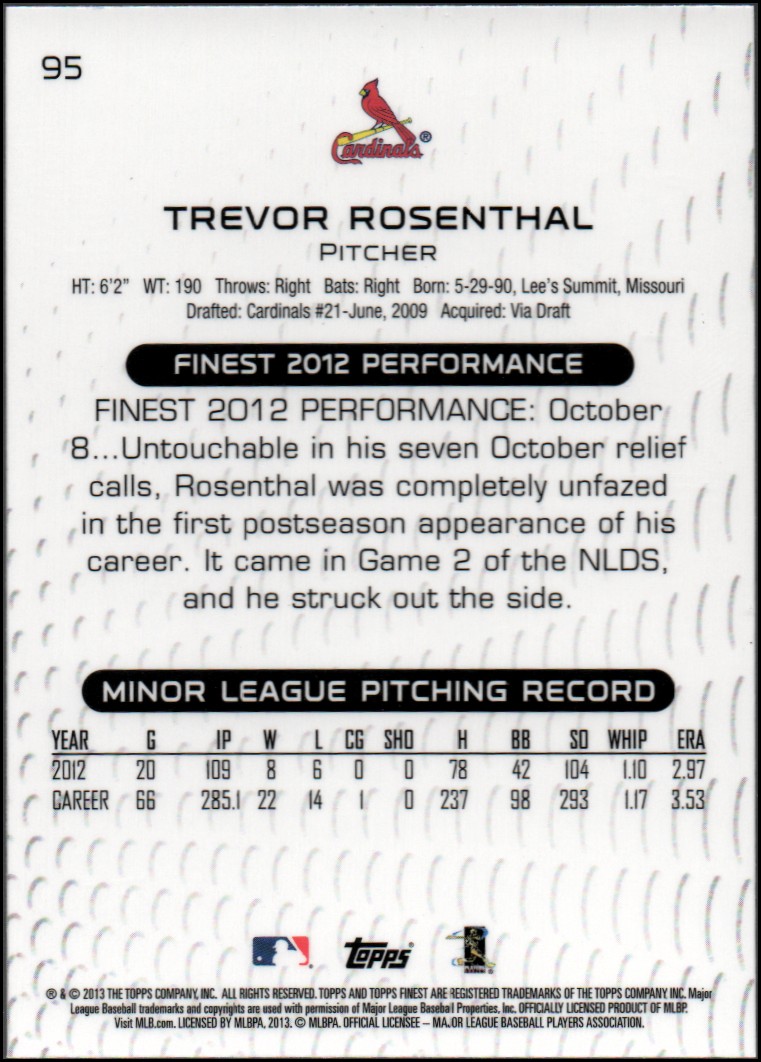 95
Cardinals®
TREVOR ROSENTHAL
PITCHER
HT: 6'2" WT: 190 Throws: Right Bats: Right Born: 5-29-90, Lee's Summit, Missouri
Drafted: Cardinals #21-June, 2009 Acquired: Via Draft
FINEST 2012 PERFORMANCE
FINEST 2012 PERFORMANCE: October
8...Untouchable in his seven October relief
calls, Rosenthal was completely unfazed
in the first postseason appearance of his
career. It came in Game 2 of the NLDS,
and he struck out the side.
MINOR LEAGUE PITCHING RECORD
YEAR G IP W L CG SHO H BB SO WHIP ERA
2012 20 109 8 6 0 0 78 42 104 1.10 2.97
CAREER 66 285.1 22 14 1 0 237 98 293 1.17 3.53
TOPPS®
® & © 2013 THE TOPPS COMPANY, INC. ALL RIGHTS RESERVED. TOPPS AND TOPPS FINEST ARE REGISTERED TRADEMARKS OF THE TOPPS COMPANY, INC. Major
League Baseball trademarks and copyrights are used with permission of Major League Baseball Properties, Inc. OFFICIALLY LICENSED PRODUCT OF MLBP.
Visit MLB.com. LICENSED BY MLBPA, 2013. © MLBPA. OFFICIAL LICENSEE – MAJOR LEAGUE BASEBALL PLAYERS ASSOCIATION.